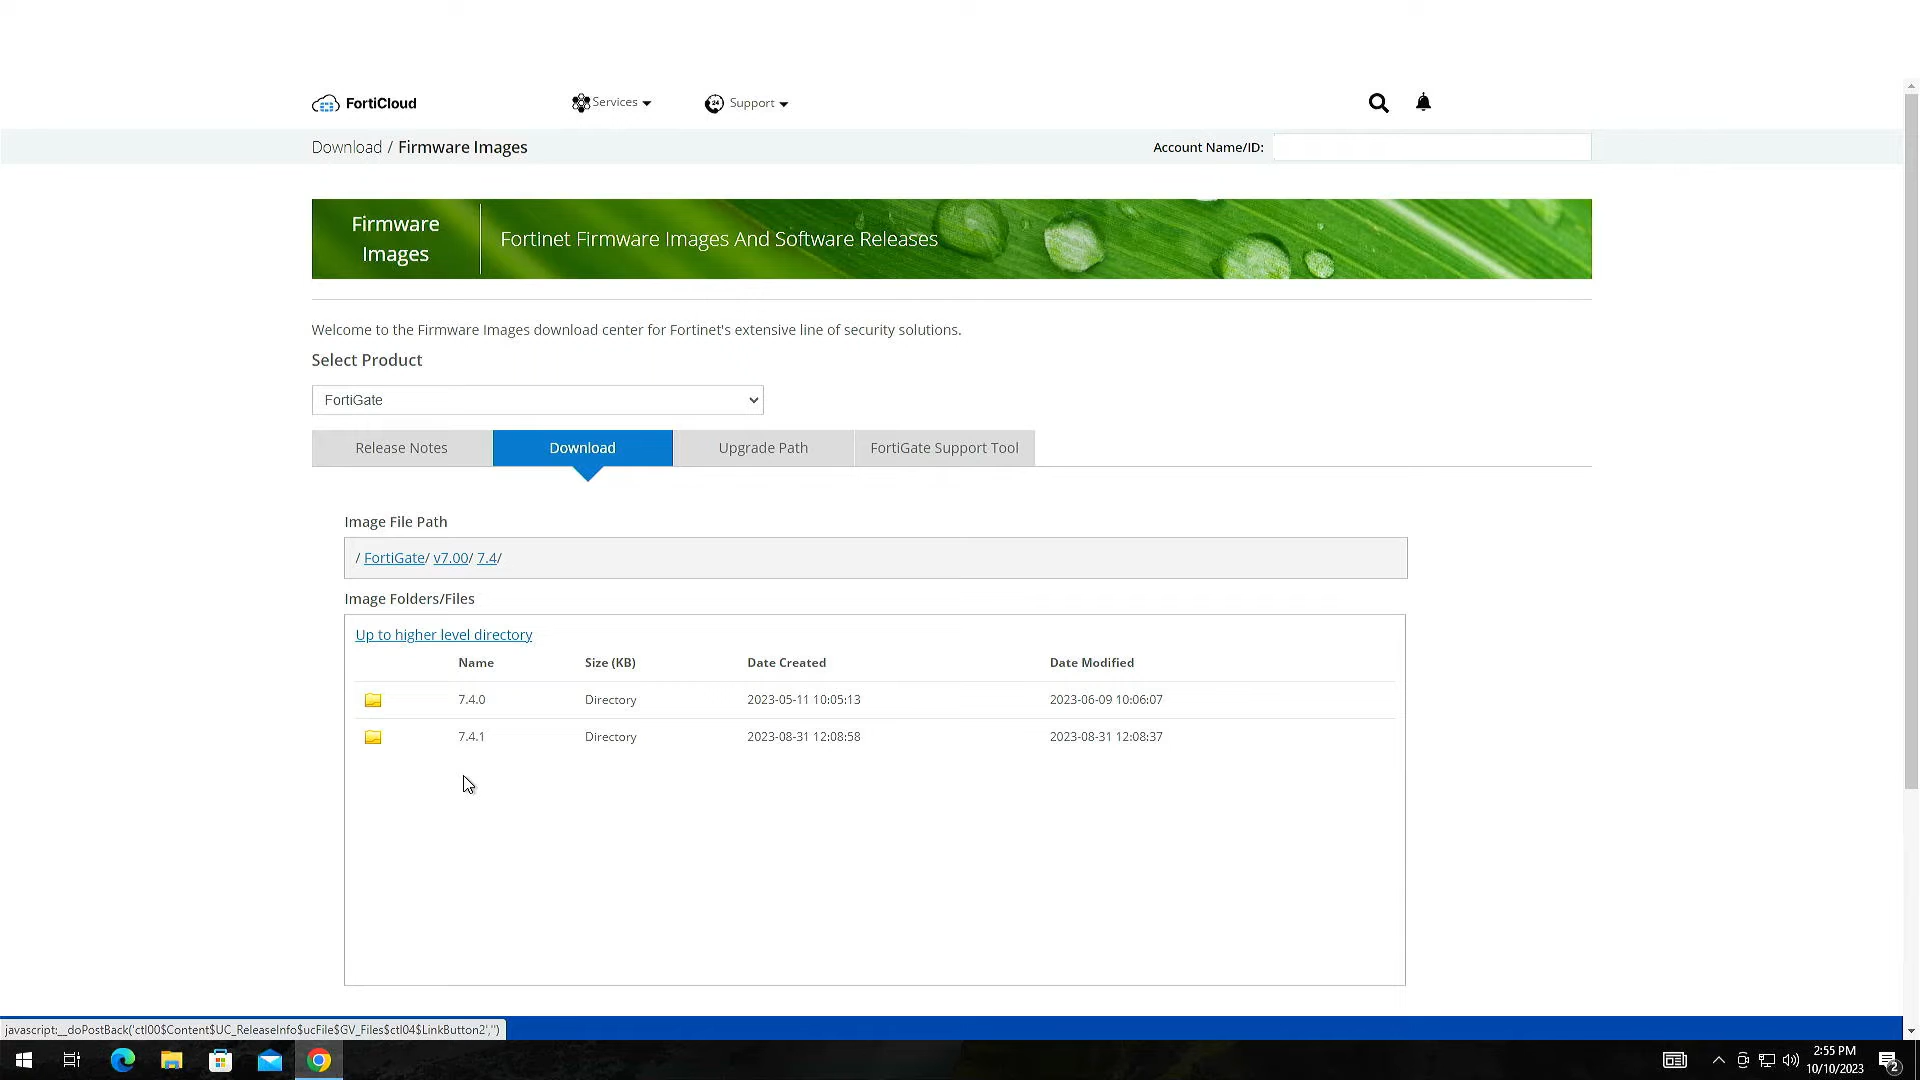 FortiCloud
Services
24
Support
Download / Firmware Images
Account Name/ID:
Firmware
Images
Fortinet Firmware Images And Software Releases
Welcome to the Firmware Images download center for Fortinet's extensive line of security solutions.
Select Product
FortiGate
Release Notes
Download
Upgrade Path
FortiGate Support Tool
Image File Path
/ FortiGate/ v7.00/ 7.4/
Image Folders/Files
Up to higher level directory
Name Size (KB) Date Created Date Modified
7.4.0 Directory 2023-05-11 10:05:13 2023-06-09 10:06:07
7.4.1 Directory 2023-08-31 12:08:58 2023-08-31 12:08:37
javascript:__doPostBack('ctl00$Content$UC_ReleaseInfo$ucFile$GV_Files$ctl04$LinkButton2','')
2:55 PM
10/10/2023
2